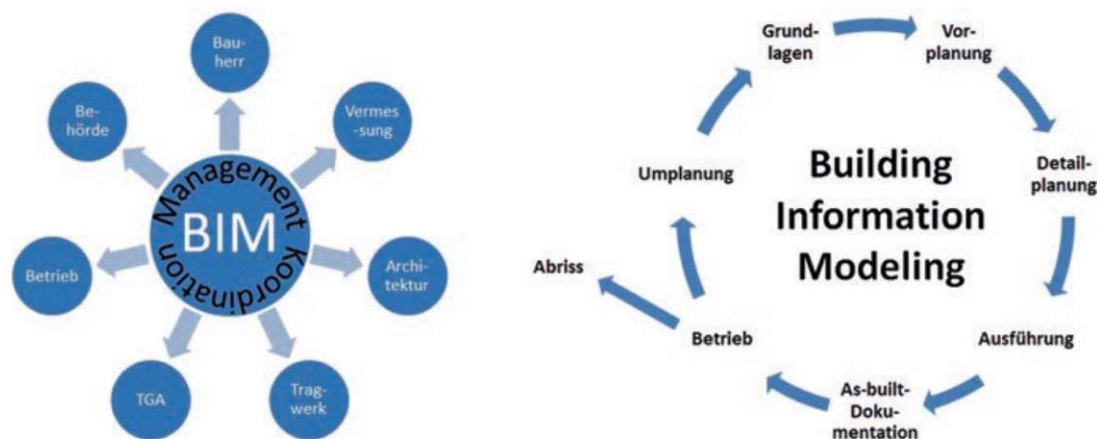 Bau-
herr
Vermes
-sung
Archi-
tektur
Trag-
werk
TGA
Betrieb
Be-
hörde
Management
Koordination
BIM
Grund-
lagen
Vor-
planung
Detail-
planung
Ausführung
As-built-
Doku-
mentation
Betrieb
Abriss
Umplanung
Building
Information
Modeling